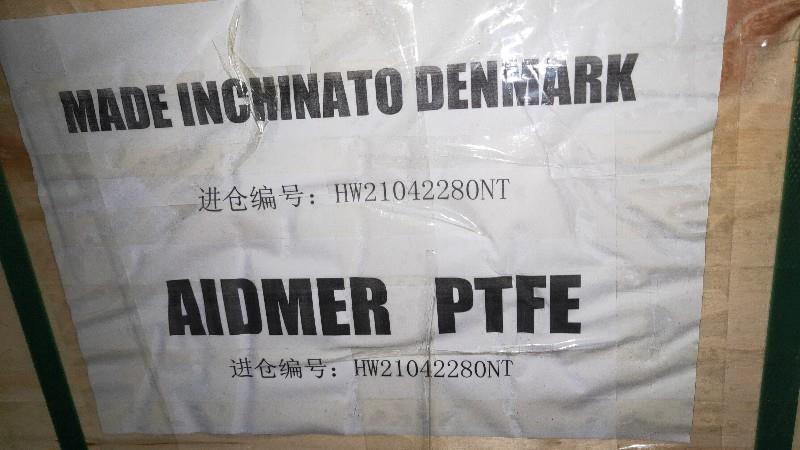 MADE INCHINATO DENMARK
进仓编号：HW21042280NT
AIDMER PTFE
进仓编号：HW21042280NT